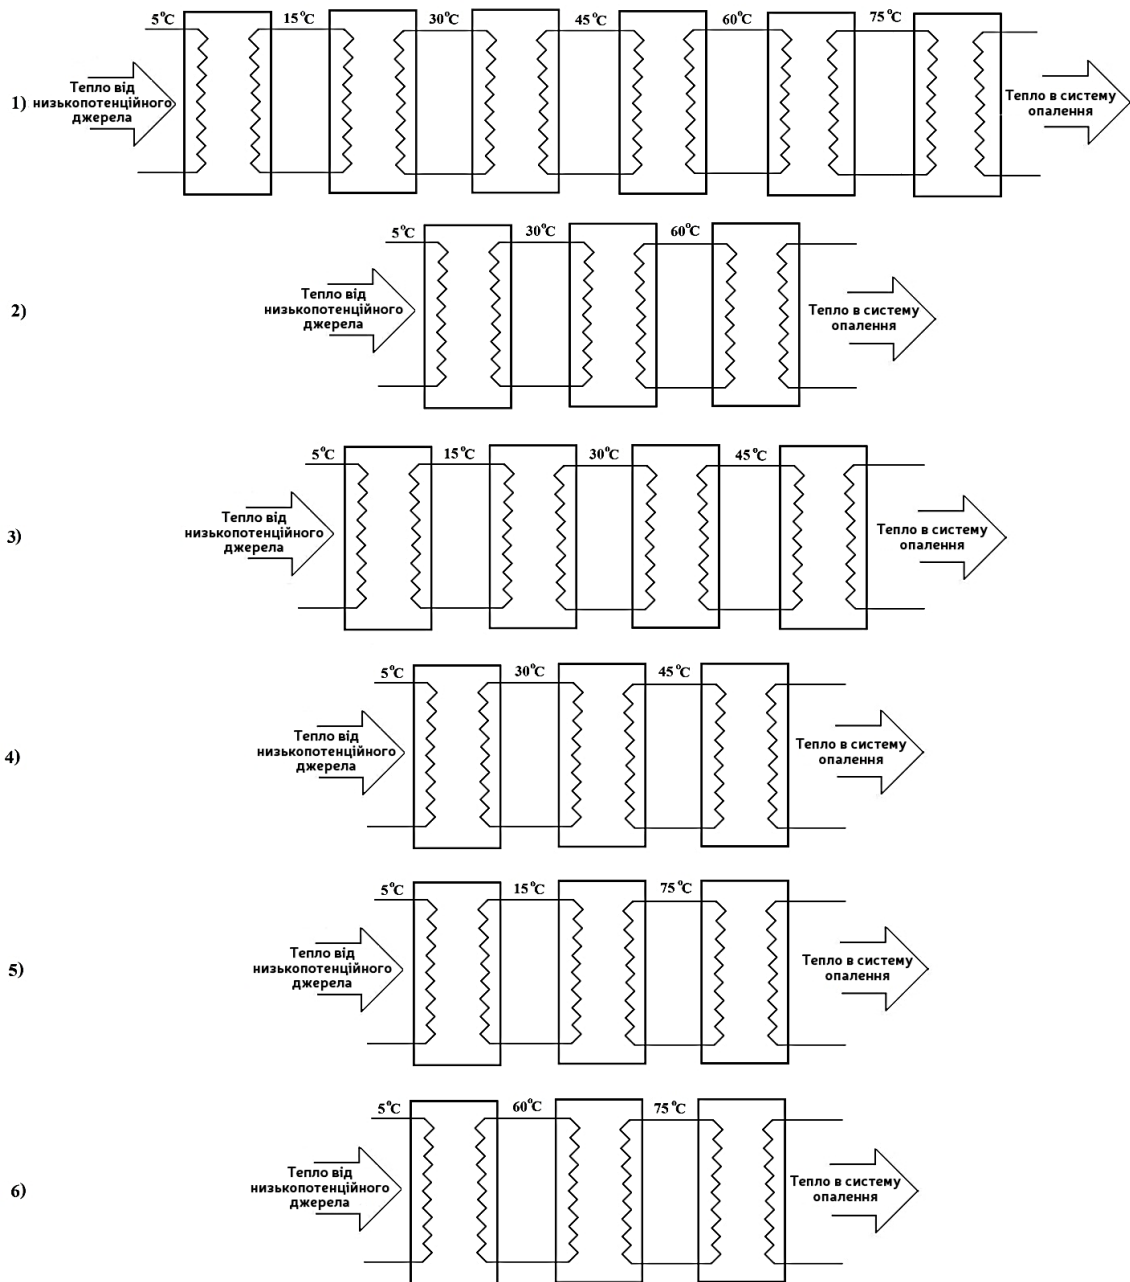 5°C 15°C 30°C 45°C 60°C 75°C
1)
Тепло від
низькопотенційного
джерела
Тепло в систему
опалення
5°C 30°C 60°C
2)
Тепло від
низькопотенційного
джерела
Тепло в систему
опалення
5°C 15°C 30°C 45°C
3)
Тепло від
низькопотенційного
джерела
Тепло в систему
опалення
5°C 30°C 45°C
4)
Тепло від
низькопотенційного
джерела
Тепло в систему
опалення
5°C 15°C 75°C
5)
Тепло від
низькопотенційного
джерела
Тепло в систему
опалення
5°C 60°C 75°C
6)
Тепло від
низькопотенційного
джерела
Тепло в систему
опалення